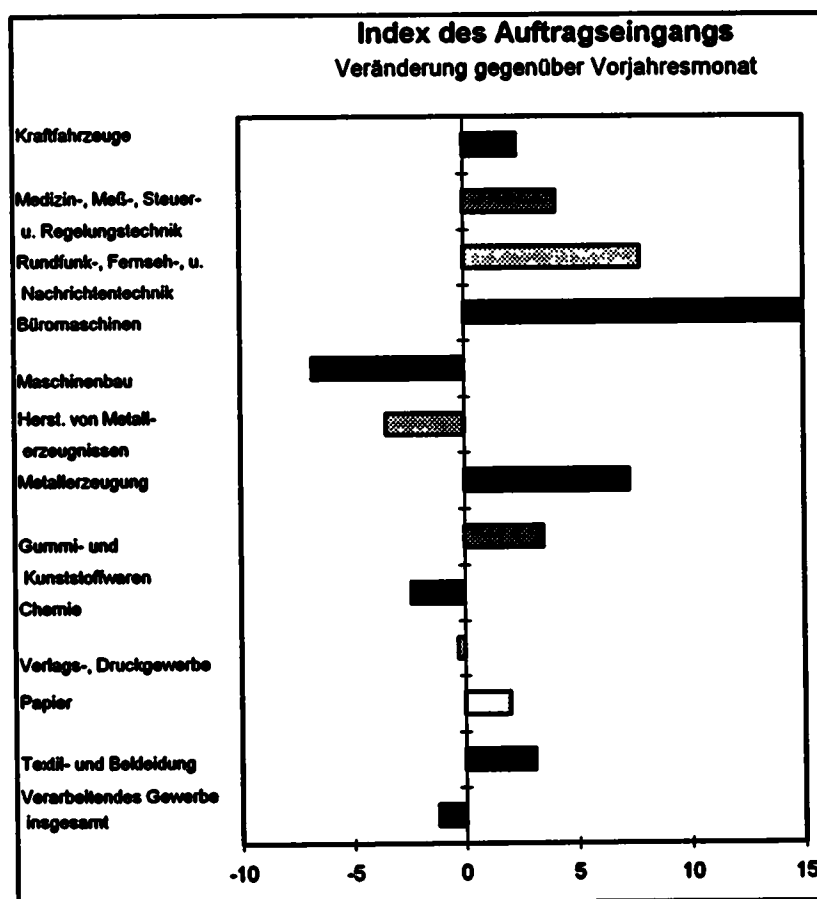 Index des Auftragseingangs
Veränderung gegenüber Vorjahresmonat
Kraftfahrzeuge
Medizin-, Meß-, Steuer-
u. Regelungstechnik
Rundfunk-, Fernseh-, u.
Nachrichtentechnik
Büromaschinen
Maschinenbau
Herst. von Metall-
erzeugnissen
Metallerzeugung
Gummi- und
Kunststoffwaren
Chemie
Verlags-, Druckgewerbe
Papier
Textil- und Bekleidung
Verarbeitendes Gewerbe
insgesamt
-10 -5 0 5 10 15